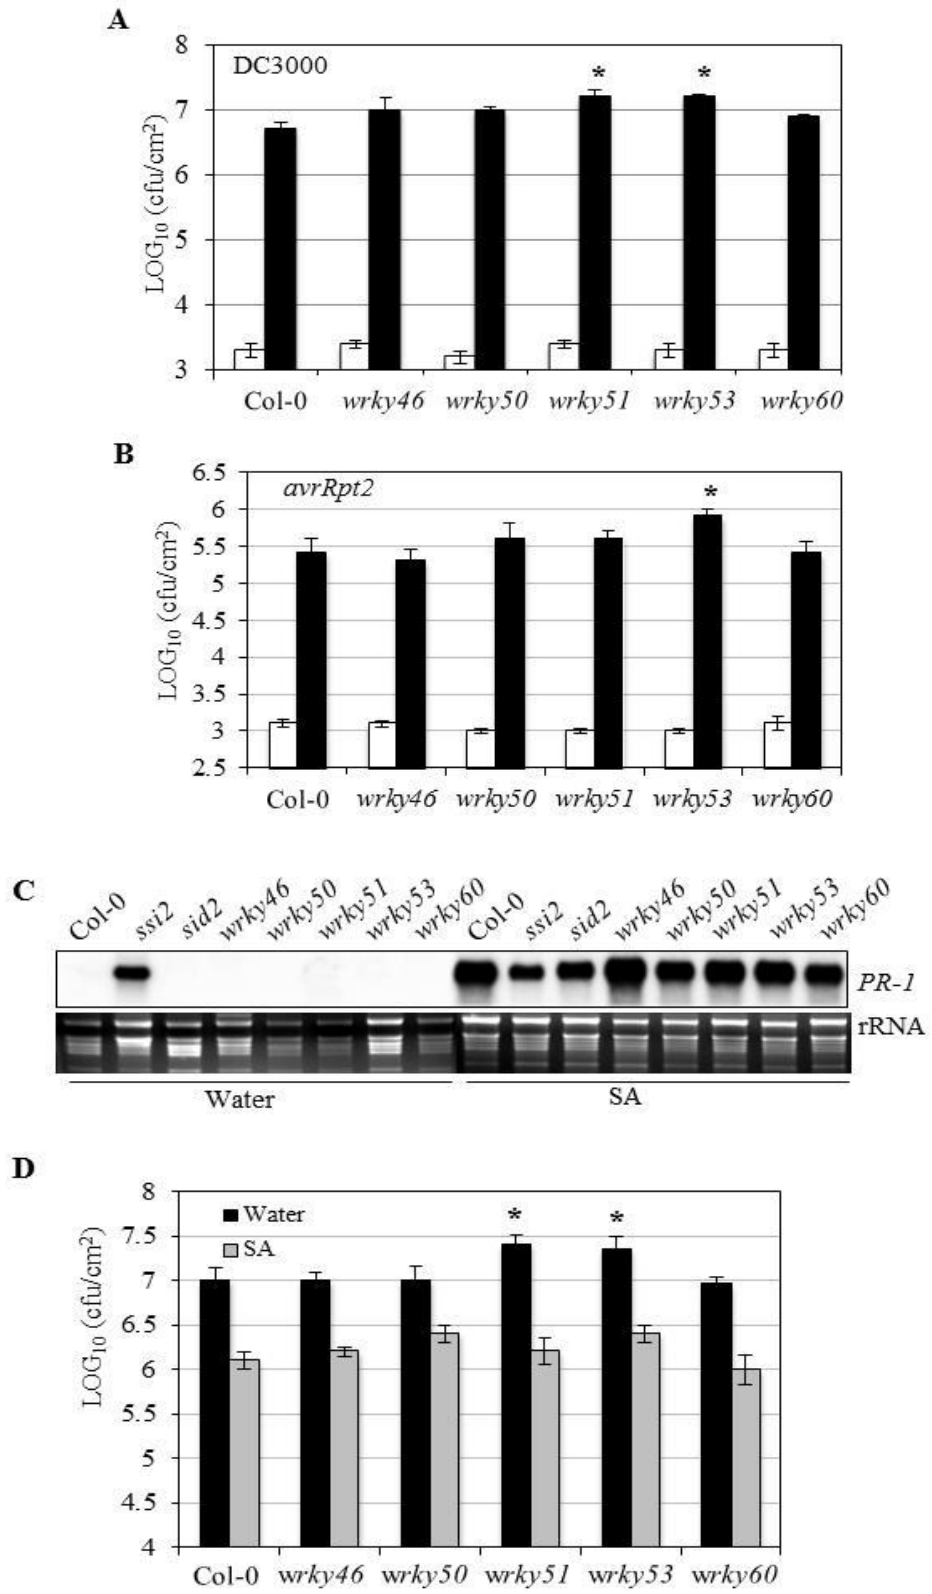 A
8
DC3000
* *
7
6
5
4
3
LOG10 (cfu/cm2)
Col-0 wrky46 wrky50 wrky51 wrky53 wrky60
B
6.5
avrRpt2
*
6
5.5
5
4.5
4
3.5
3
2.5
LOG10 (cfu/cm2)
Col-0 wrky46 wrky50 wrky51 wrky53 wrky60
C
Col-0 ssi2 sid2 wrky46 wrky50 wrky51 wrky53 wrky60 Col-0 ssi2 sid2 wrky46 wrky50 wrky51 wrky53 wrky60
PR-1
rRNA
Water SA
D
8
Water
* *
7.5
SA
7
6.5
6
5.5
5
4.5
4
LOG10 (cfu/cm2)
Col-0 wrky46 wrky50 wrky51 wrky53 wrky60